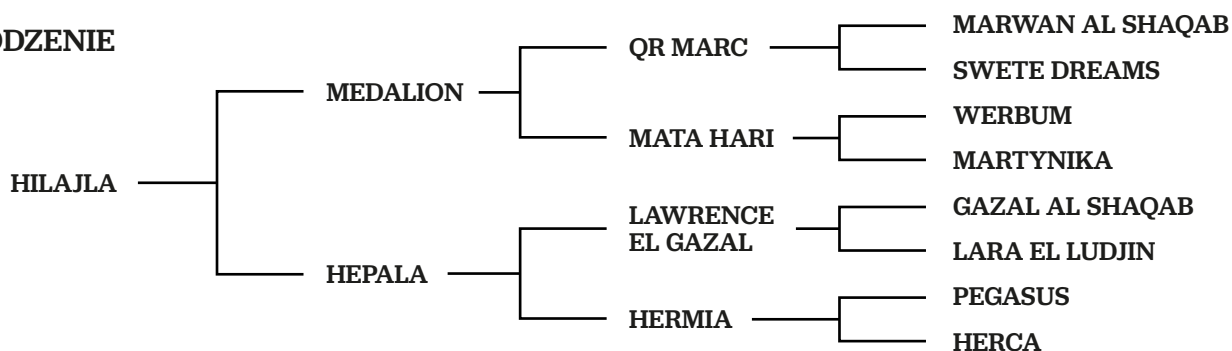 ODZENIE
HILAJLA
MEDALION
HEPALA
QR MARC
MATA HARI
LAWRENCE
EL GAZAL
HERMIA
MARWAN AL SHAQAB
SWETE DREAMS
WERBUM
MARTYNIKA
GAZAL AL SHAQAB
LARA EL LUDJIN
PEGASUS
HERCA